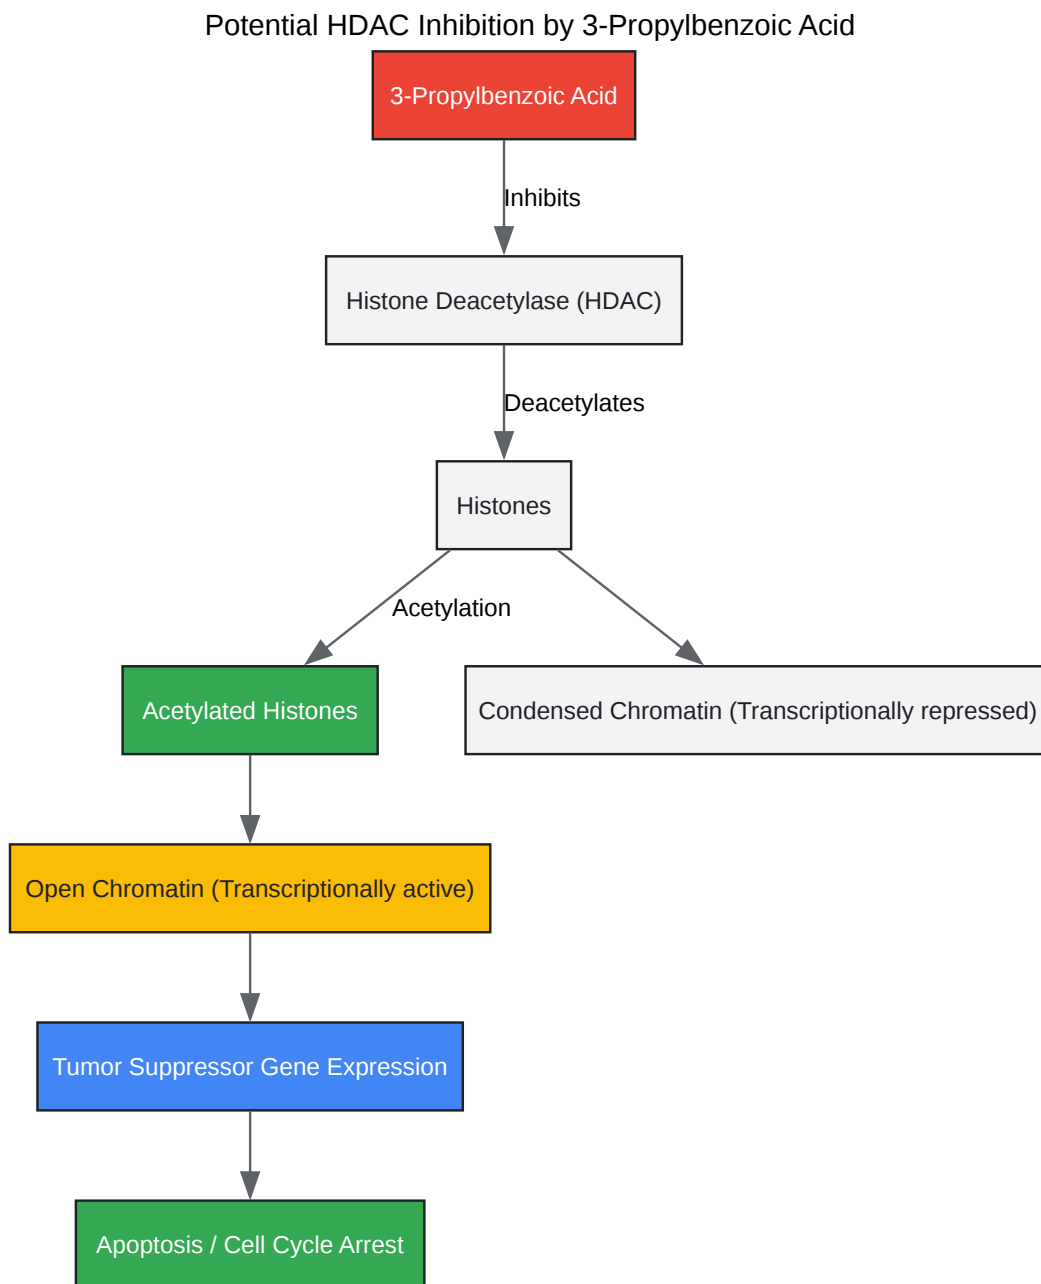 Potential HDAC Inhibition by 3-Propylbenzoic Acid
3-Propylbenzoic Acid
Inhibits
Histone Deacetylase (HDAC)
Deacetylates
Histones
Acetylation
Acetylated Histones
Condensed Chromatin (Transcriptionally repressed)
Open Chromatin (Transcriptionally active)
Tumor Suppressor Gene Expression
Apoptosis / Cell Cycle Arrest